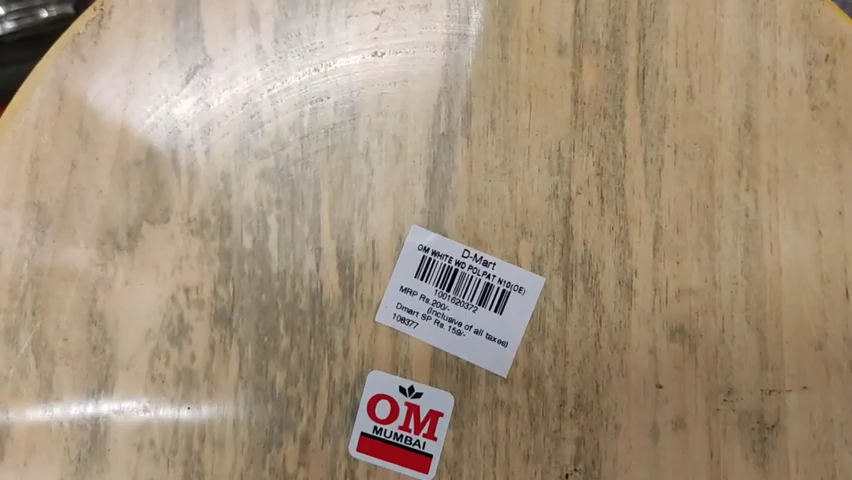 D-Mart
OM WHITE WD POLPAT N10(OE)
1001620372
MRP Rs.200/-
(Inclusive of all taxes)
Dmart SP Rs. 159/-
108377
OM
MUMBAI